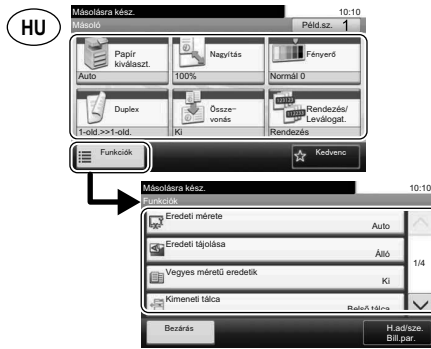 HU
Másolásra kész. 10:10
Másoló Péld.sz. 1
Papír
kiválaszt.
Auto
Nagyítás
100%
Fényerő
Normál 0
Duplex
1-old.>>1-old.
Össze-
vonás
Ki
Rendezés/
Leválogat.
Rendezés
Funkciók
Kedvenc
Másolásra kész. 10:10
Funkciók
Eredeti mérete
Auto
Eredeti tájolása
Álló
Vegyes méretű eredetik
Ki
Kimeneti tálca
Belső tálca
1/4
Bezárás
H.ad/sze.
Bill.par.